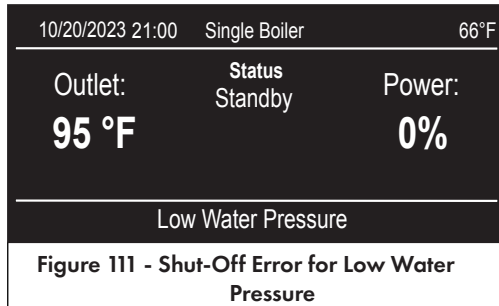 10/20/2023 21:00 Single Boiler 66°F
Outlet: Status Power:
Standby
95 °F 0%
Low Water Pressure
Figure 111 - Shut-Off Error for Low Water
Pressure